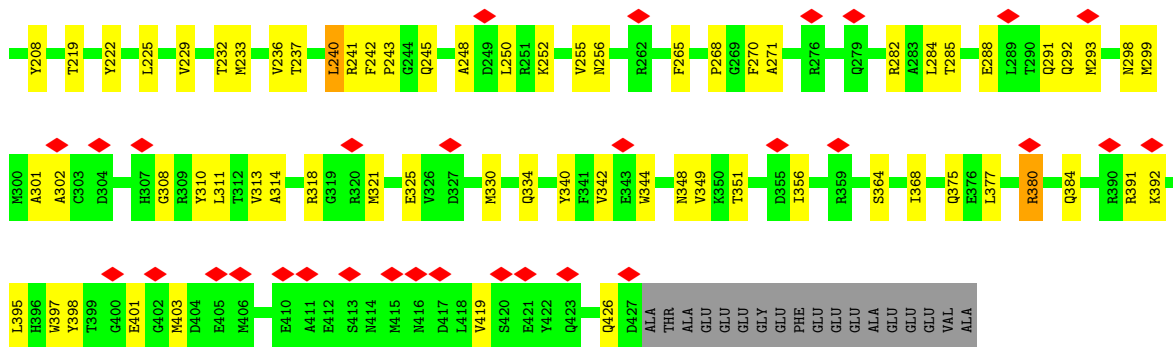 Y208 T219 Y222 L225 V229 T232 M233 V236 T237 L240 R241 F242 P243 G244 Q245 A248 D249 L250 R251 K252 V255 N256 R262 F265 P268 G269 F270 A271 R276 Q279 R282 A283 L284 T285 E288 L289 T290 Q291 Q292 M293 N298 M299
M300 A301 A302 C303 D304 H307 G308 R309 Y310 L311 T312 V313 A314 R318 G319 R320 M321 E325 V326 D327 M330 Q334 Y340 F341 V342 E343 W344 N348 V349 K350 T351 D355 I356 R359 S364 I368 Q375 E376 L377 R380 Q384 R390 R391 K392
L395 H396 W397 Y398 T399 G400 E401 G402 M403 D404 E405 M406 E410 A411 E412 S413 N414 M415 N416 D417 L418 V419 S420 E421 Y422 Q423 Q426 D427 ALA THR ALA GLU GLU GLU GLY GLU PHE GLU GLU GLU ALA GLU GLU GLU VAL ALA